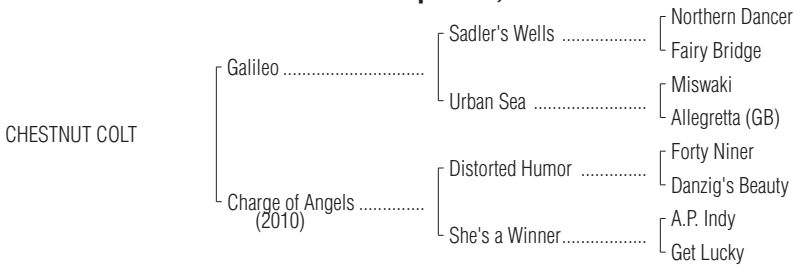 Northern Dancer
Sadler's Wells ..................
Fairy Bridge
Galileo .............................
Miswaki
Urban Sea .......................
Allegretta (GB)
CHESTNUT COLT
Forty Niner
Distorted Humor .............
Danzig's Beauty
Charge of Angels ..............
(2010)
A.P. Indy
She's a Winner..................
Get Lucky